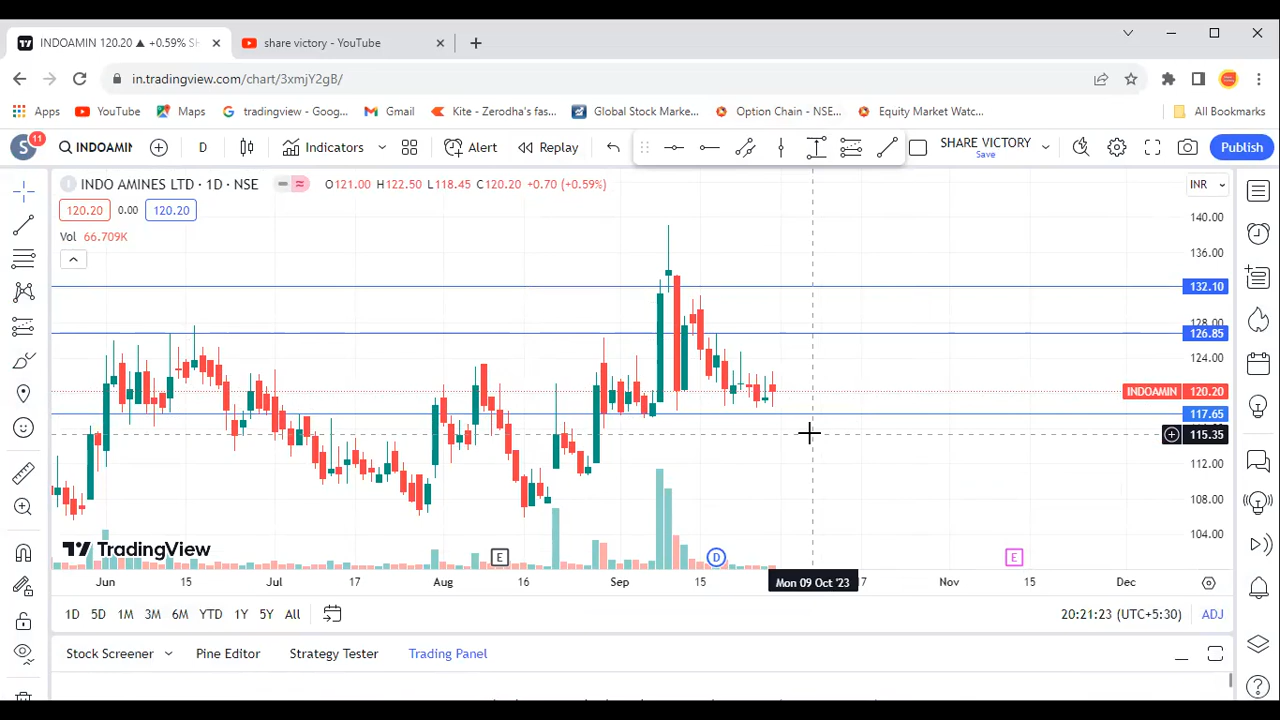 INDOAMIN 120.20 ▲ +0.59% SH
share victory - YouTube
in.tradingview.com/chart/3xmjY2gB/
Apps
YouTube
Maps
tradingview - Goog...
Gmail
Kite - Zerodha's fas...
Global Stock Marke...
Option Chain - NSE...
Equity Market Watc...
All Bookmarks
S
11
INDOAMIN
D
Indicators
Alert
Replay
SHARE VICTORY
Save
Publish
INDO AMINES LTD · 1D · NSE
O121.00 H122.50 L118.45 C120.20 +0.70 (+0.59%)
INR
120.20 0.00 120.20
Vol 66.709K
140.00
136.00
132.10
128.00
126.85
124.00
INDOAMIN 120.20
117.65
115.35
112.00
108.00
104.00
TradingView
E
D
E
Jun 15 Jul 17 Aug 16 Sep 15 Mon 09 Oct '23 17 Nov 15 Dec
1D 5D 1M 3M 6M YTD 1Y 5Y All
20:21:23 (UTC+5:30)
ADJ
Stock Screener
Pine Editor
Strategy Tester
Trading Panel